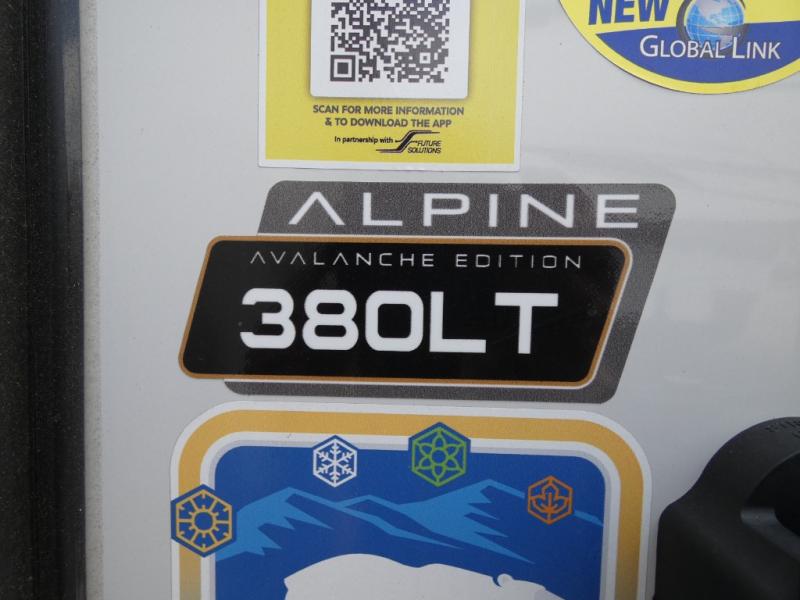 NEW
GLOBAL LINK
SCAN FOR MORE INFORMATION
& TO DOWNLOAD THE APP
In partnership with FUTURE
SOLUTIONS
ALPINE
AVALANCHE EDITION
380LT